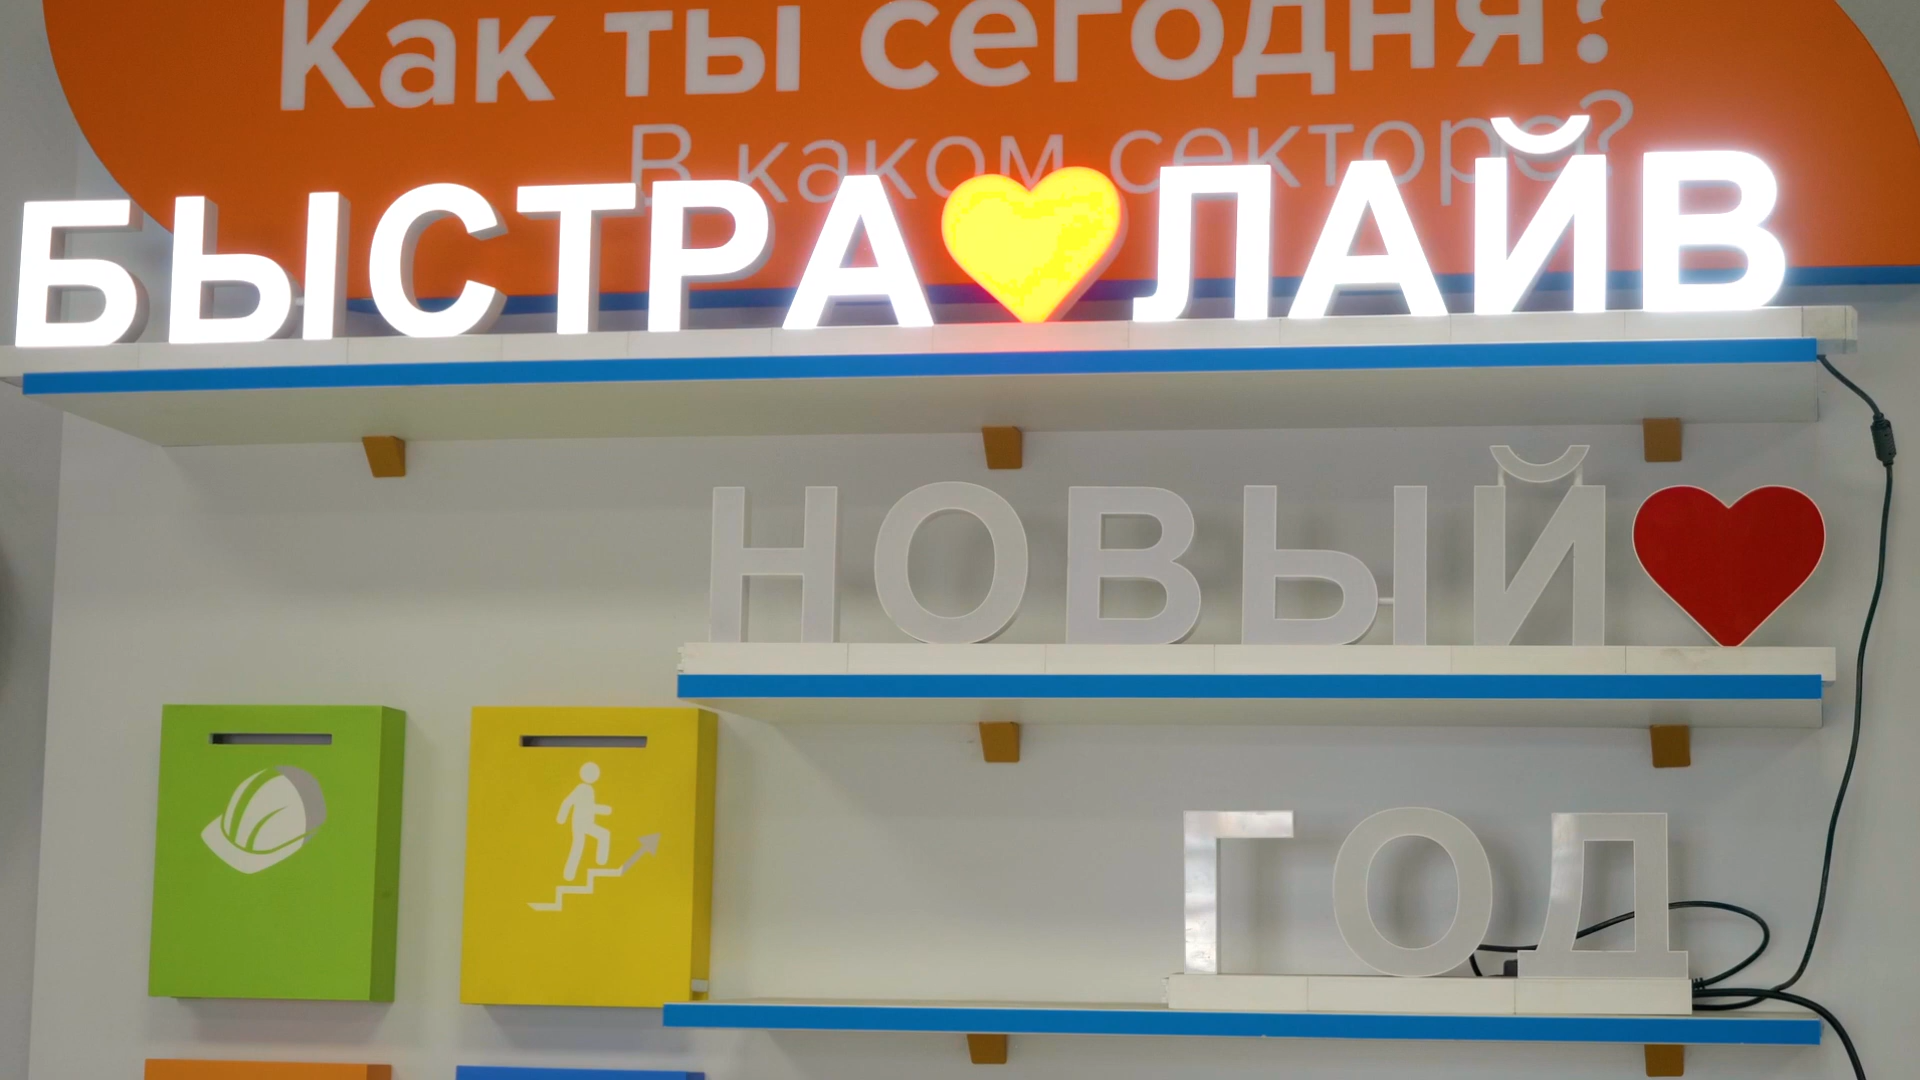 Как ты сегодня?
В каком секторе?
БЫСТРА ЛАЙВ
НОВЫЙ
ГОД